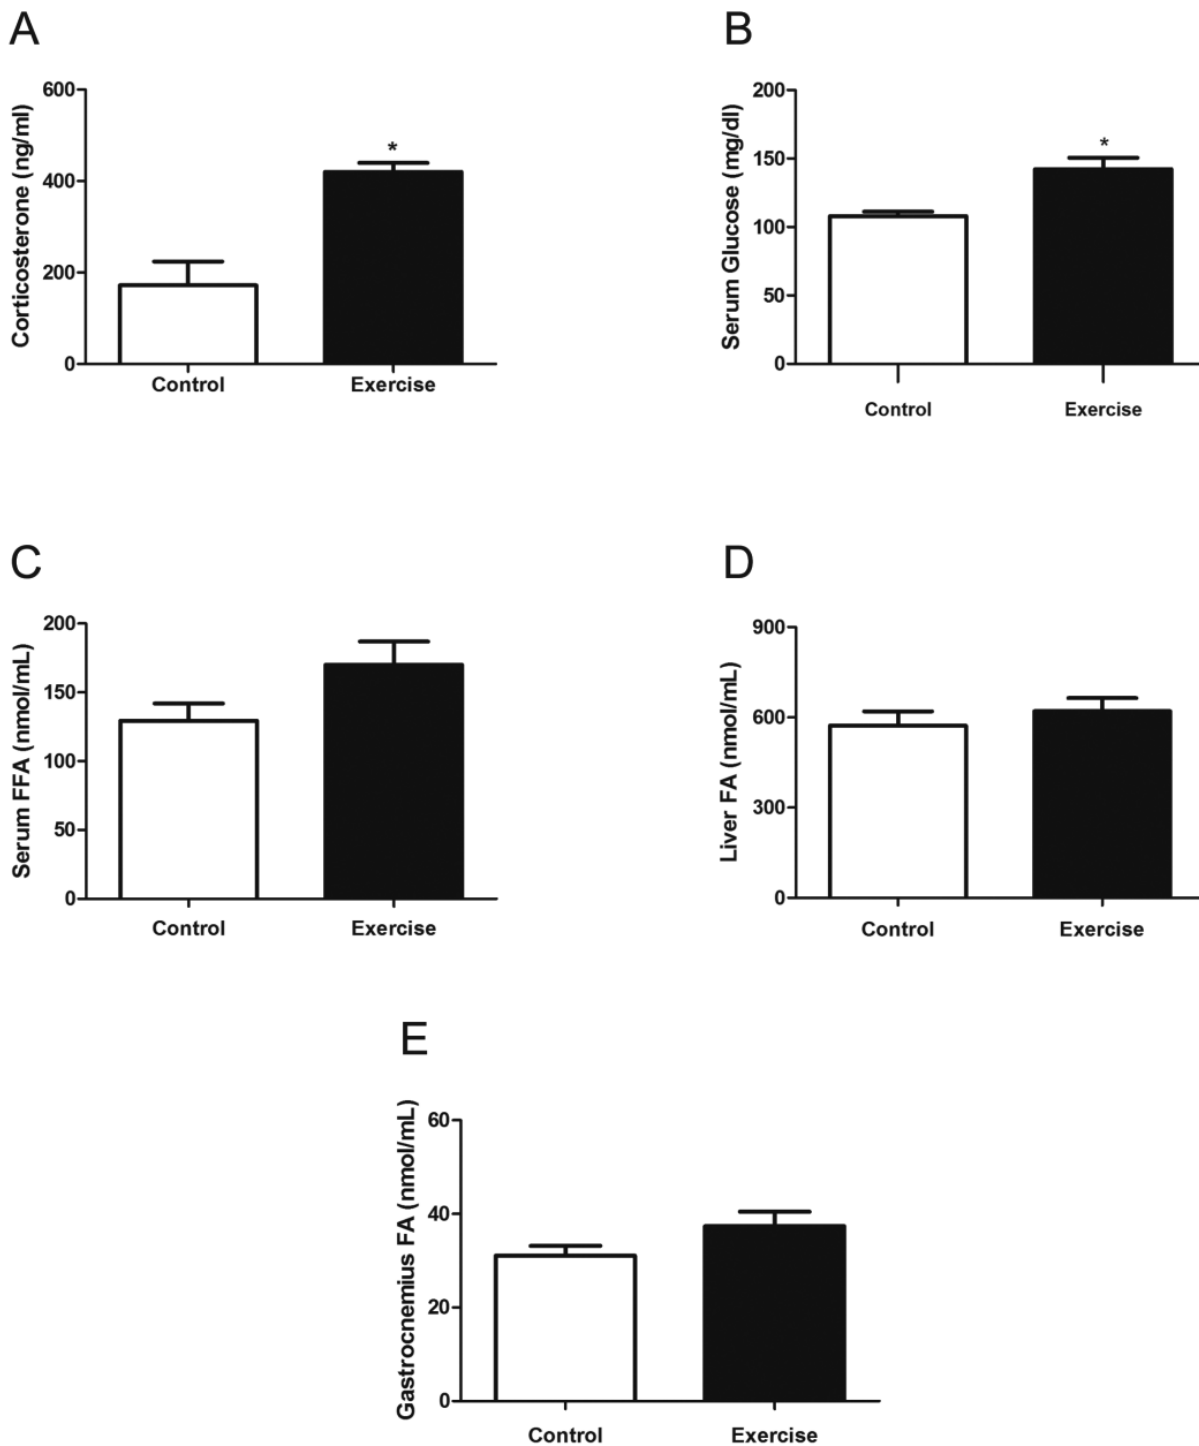 A
Corticosterone (ng/ml)
600
400
200
0
*
Control
Exercise
B
Serum Glucose (mg/dl)
200
150
100
50
0
*
Control
Exercise
C
Serum FFA (nmol/mL)
200
150
100
50
0
Control
Exercise
D
Liver FA (nmol/mL)
900
600
300
0
Control
Exercise
E
Gastrocnemius FA (nmol/mL)
60
40
20
0
Control
Exercise